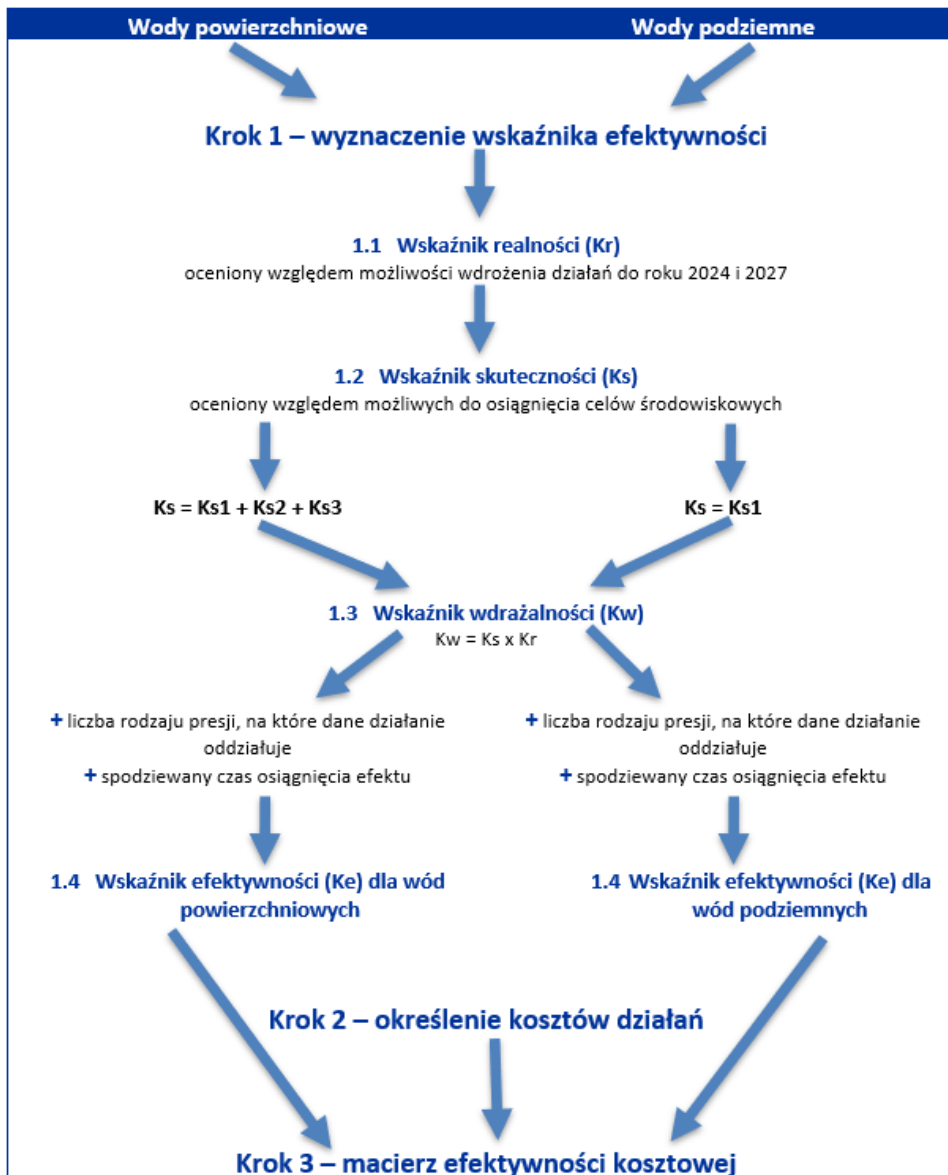 Wody powierzchniowe
Wody podziemne
Krok 1 – wyznaczenie wskaźnika efektywności
1.1 Wskaźnik realności (Kr)
oceniony względem możliwości wdrożenia działań do roku 2024 i 2027
1.2 Wskaźnik skuteczności (Ks)
oceniony względem możliwych do osiągnięcia celów środowiskowych
Ks = Ks1 + Ks2 + Ks3
Ks = Ks1
1.3 Wskaźnik wdrażalności (Kw)
Kw = Ks x Kr
+ liczba rodzaju presji, na które dane działanie
oddziałuje
+ spodziewany czas osiągnięcia efektu
+ liczba rodzaju presji, na które dane działanie
oddziałuje
+ spodziewany czas osiągnięcia efektu
1.4 Wskaźnik efektywności (Ke) dla wód
powierzchniowych
1.4 Wskaźnik efektywności (Ke) dla
wód podziemnych
Krok 2 – określenie kosztów działań
Krok 3 – macierz efektywności kosztowej